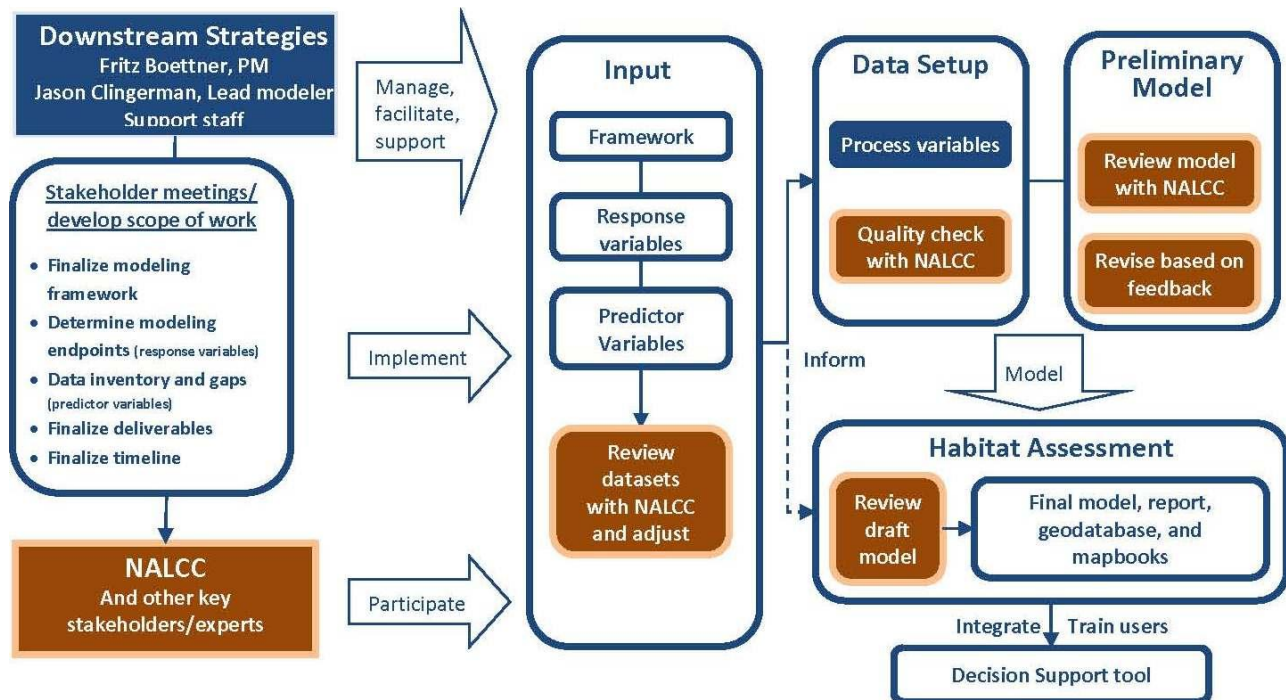 Downstream Strategies
Fritz Boettner, PM
Jason Clingerman, Lead modeler
Support staff
Stakeholder meetings/
develop scope of work
• Finalize modeling
framework
• Determine modeling
endpoints (response variables)
• Data inventory and gaps
(predictor variables)
• Finalize deliverables
• Finalize timeline
NALCC
And other key
stakeholders/experts
Manage,
facilitate,
support
Implement
Participate
Input
Framework
Response
variables
Predictor
Variables
Review
datasets
with NALCC
and adjust
Data Setup
Process variables
Quality check
with NALCC
Preliminary
Model
Review model
with NALCC
Revise based on
feedback
Inform
Model
Habitat Assessment
Review
draft
model
Final model, report,
geodatabase, and
mapbooks
Integrate Train users
Decision Support tool